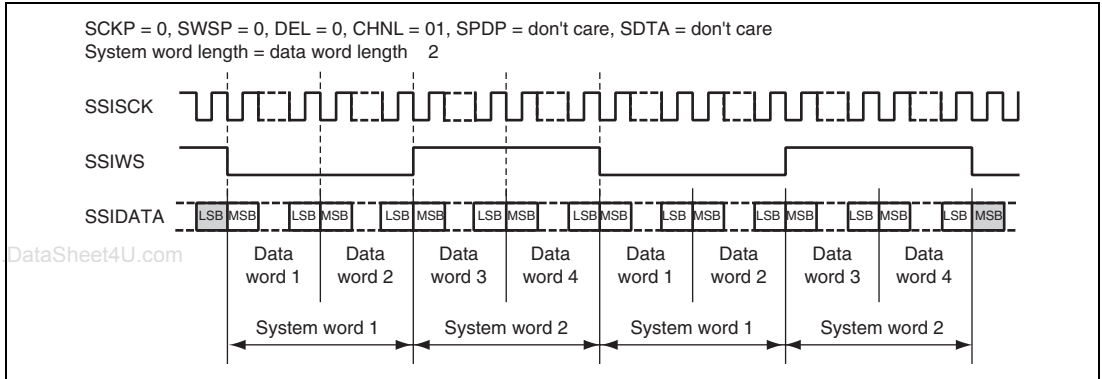 SCKP = 0, SWSP = 0, DEL = 0, CHNL = 01, SPDP = don't care, SDTA = don't care
System word length = data word length 2
SSISCK
SSIWS
SSIDATA
LSB MSB LSB MSB LSB MSB LSB MSB LSB MSB LSB MSB LSB MSB LSB MSB LSB MSB
DataSheet4U.com
Data Data Data Data Data Data Data Data
word 1 word 2 word 3 word 4 word 1 word 2 word 3 word 4
System word 1 System word 2 System word 1 System word 2